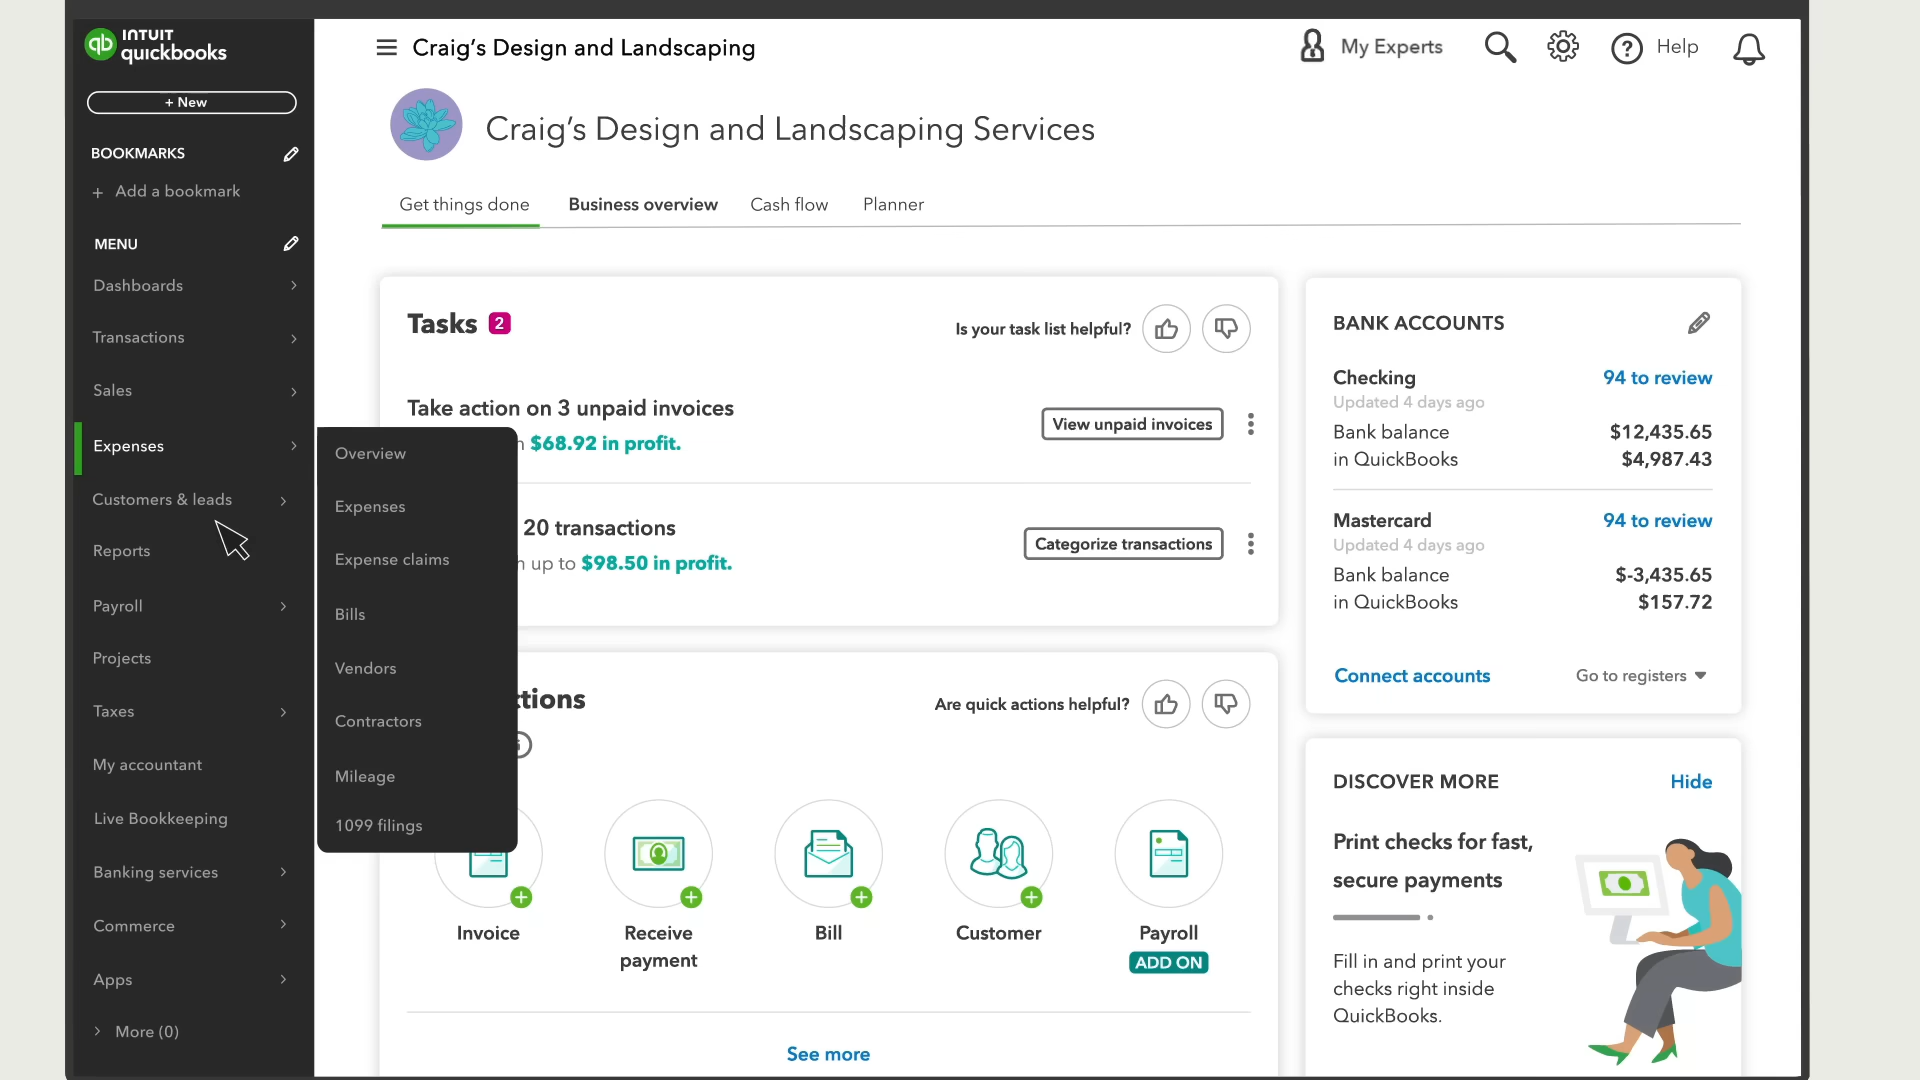 INTUIT
quickbooks
+ New
BOOKMARKS
+ Add a bookmark
MENU
Dashboards
Transactions
Sales
Expenses
Customers & leads
Reports
Payroll
Projects
Taxes
My accountant
Live Bookkeeping
Banking services
Commerce
Apps
More (0)
Overview
Expenses
Expense claims
Bills
Vendors
Contractors
Mileage
1099 filings
Craig's Design and Landscaping
My Experts
Help
Craig's Design and Landscaping Services
Get things done
Business overview
Cash flow
Planner
Tasks 2
Is your task list helpful?
Take action on 3 unpaid invoices
$68.92 in profit.
View unpaid invoices
20 transactions
up to $98.50 in profit.
Categorize transactions
Are quick actions helpful?
Invoice
Receive
payment
Bill
Customer
Payroll
ADD ON
See more
BANK ACCOUNTS
Checking
94 to review
Updated 4 days ago
Bank balance $12,435.65
in QuickBooks $4,987.43
Mastercard
94 to review
Updated 4 days ago
Bank balance $-3,435.65
in QuickBooks $157.72
Connect accounts
Go to registers
DISCOVER MORE
Hide
Print checks for fast,
secure payments
Fill in and print your
checks right inside
QuickBooks.